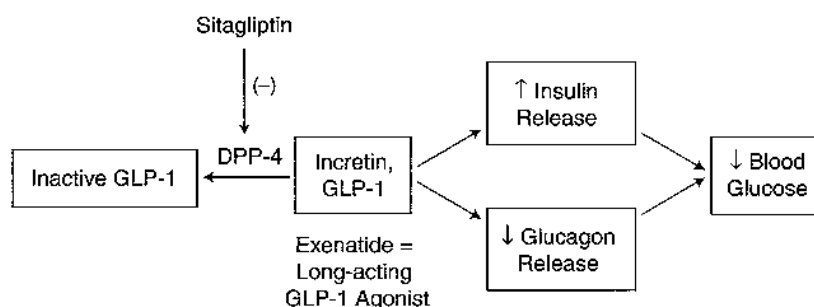 Sitagliptin
(–)
DPP-4
Inactive GLP-1
Incretin,
GLP-1
Exenatide =
Long-acting
GLP-1 Agonist
↑ Insulin
Release
↓ Glucagon
Release
↓ Blood
Glucose